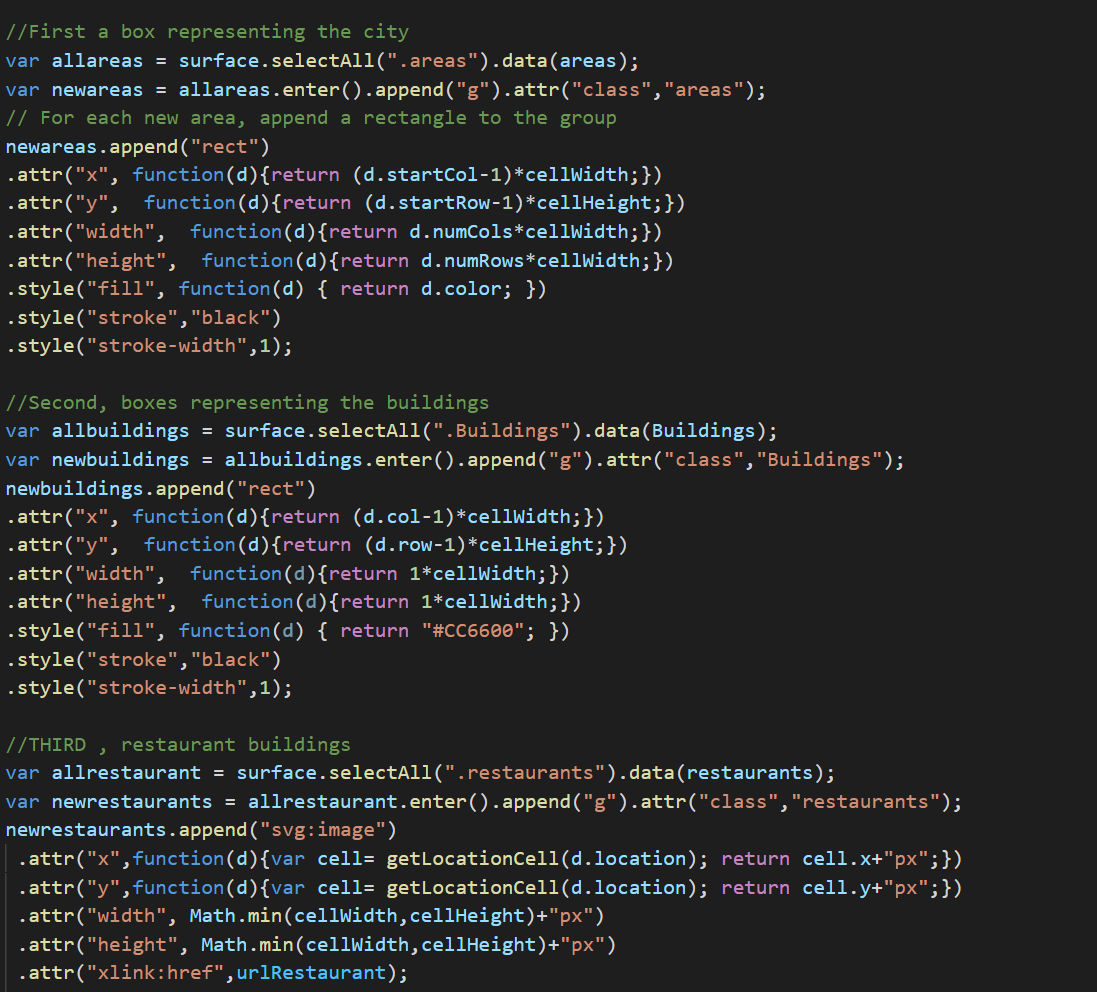 //First a box representing the city
var allareas = surface.selectAll(".areas").data(areas);
var newareas = allareas.enter().append("g").attr("class","areas");
// For each new area, append a rectangle to the group
newareas.append("rect")
.attr("x", function(d){return (d.startCol-1)*cellWidth;})
.attr("y",  function(d){return (d.startRow-1)*cellHeight;})
.attr("width",  function(d){return d.numCols*cellWidth;})
.attr("height",  function(d){return d.numRows*cellWidth;})
.style("fill", function(d) { return d.color; })
.style("stroke","black")
.style("stroke-width",1);
//Second, boxes representing the buildings
var allbuildings = surface.selectAll(".Buildings").data(Buildings);
var newbuildings = allbuildings.enter().append("g").attr("class","Buildings");
newbuildings.append("rect")
.attr("x", function(d){return (d.col-1)*cellWidth;})
.attr("y",  function(d){return (d.row-1)*cellHeight;})
.attr("width",  function(d){return 1*cellWidth;})
.attr("height",  function(d){return 1*cellWidth;})
.style("fill", function(d) { return "#CC6600"; })
.style("stroke","black")
.style("stroke-width",1);
//THIRD , restaurant buildings
var allrestaurant = surface.selectAll(".restaurants").data(restaurants);
var newrestaurants = allrestaurant.enter().append("g").attr("class","restaurants");
newrestaurants.append("svg:image")
.attr("x",function(d){var cell= getLocationCell(d.location); return cell.x+"px";})
.attr("y",function(d){var cell= getLocationCell(d.location); return cell.y+"px";})
.attr("width", Math.min(cellWidth,cellHeight)+"px")
.attr("height", Math.min(cellWidth,cellHeight)+"px")
.attr("xlink:href",urlRestaurant);